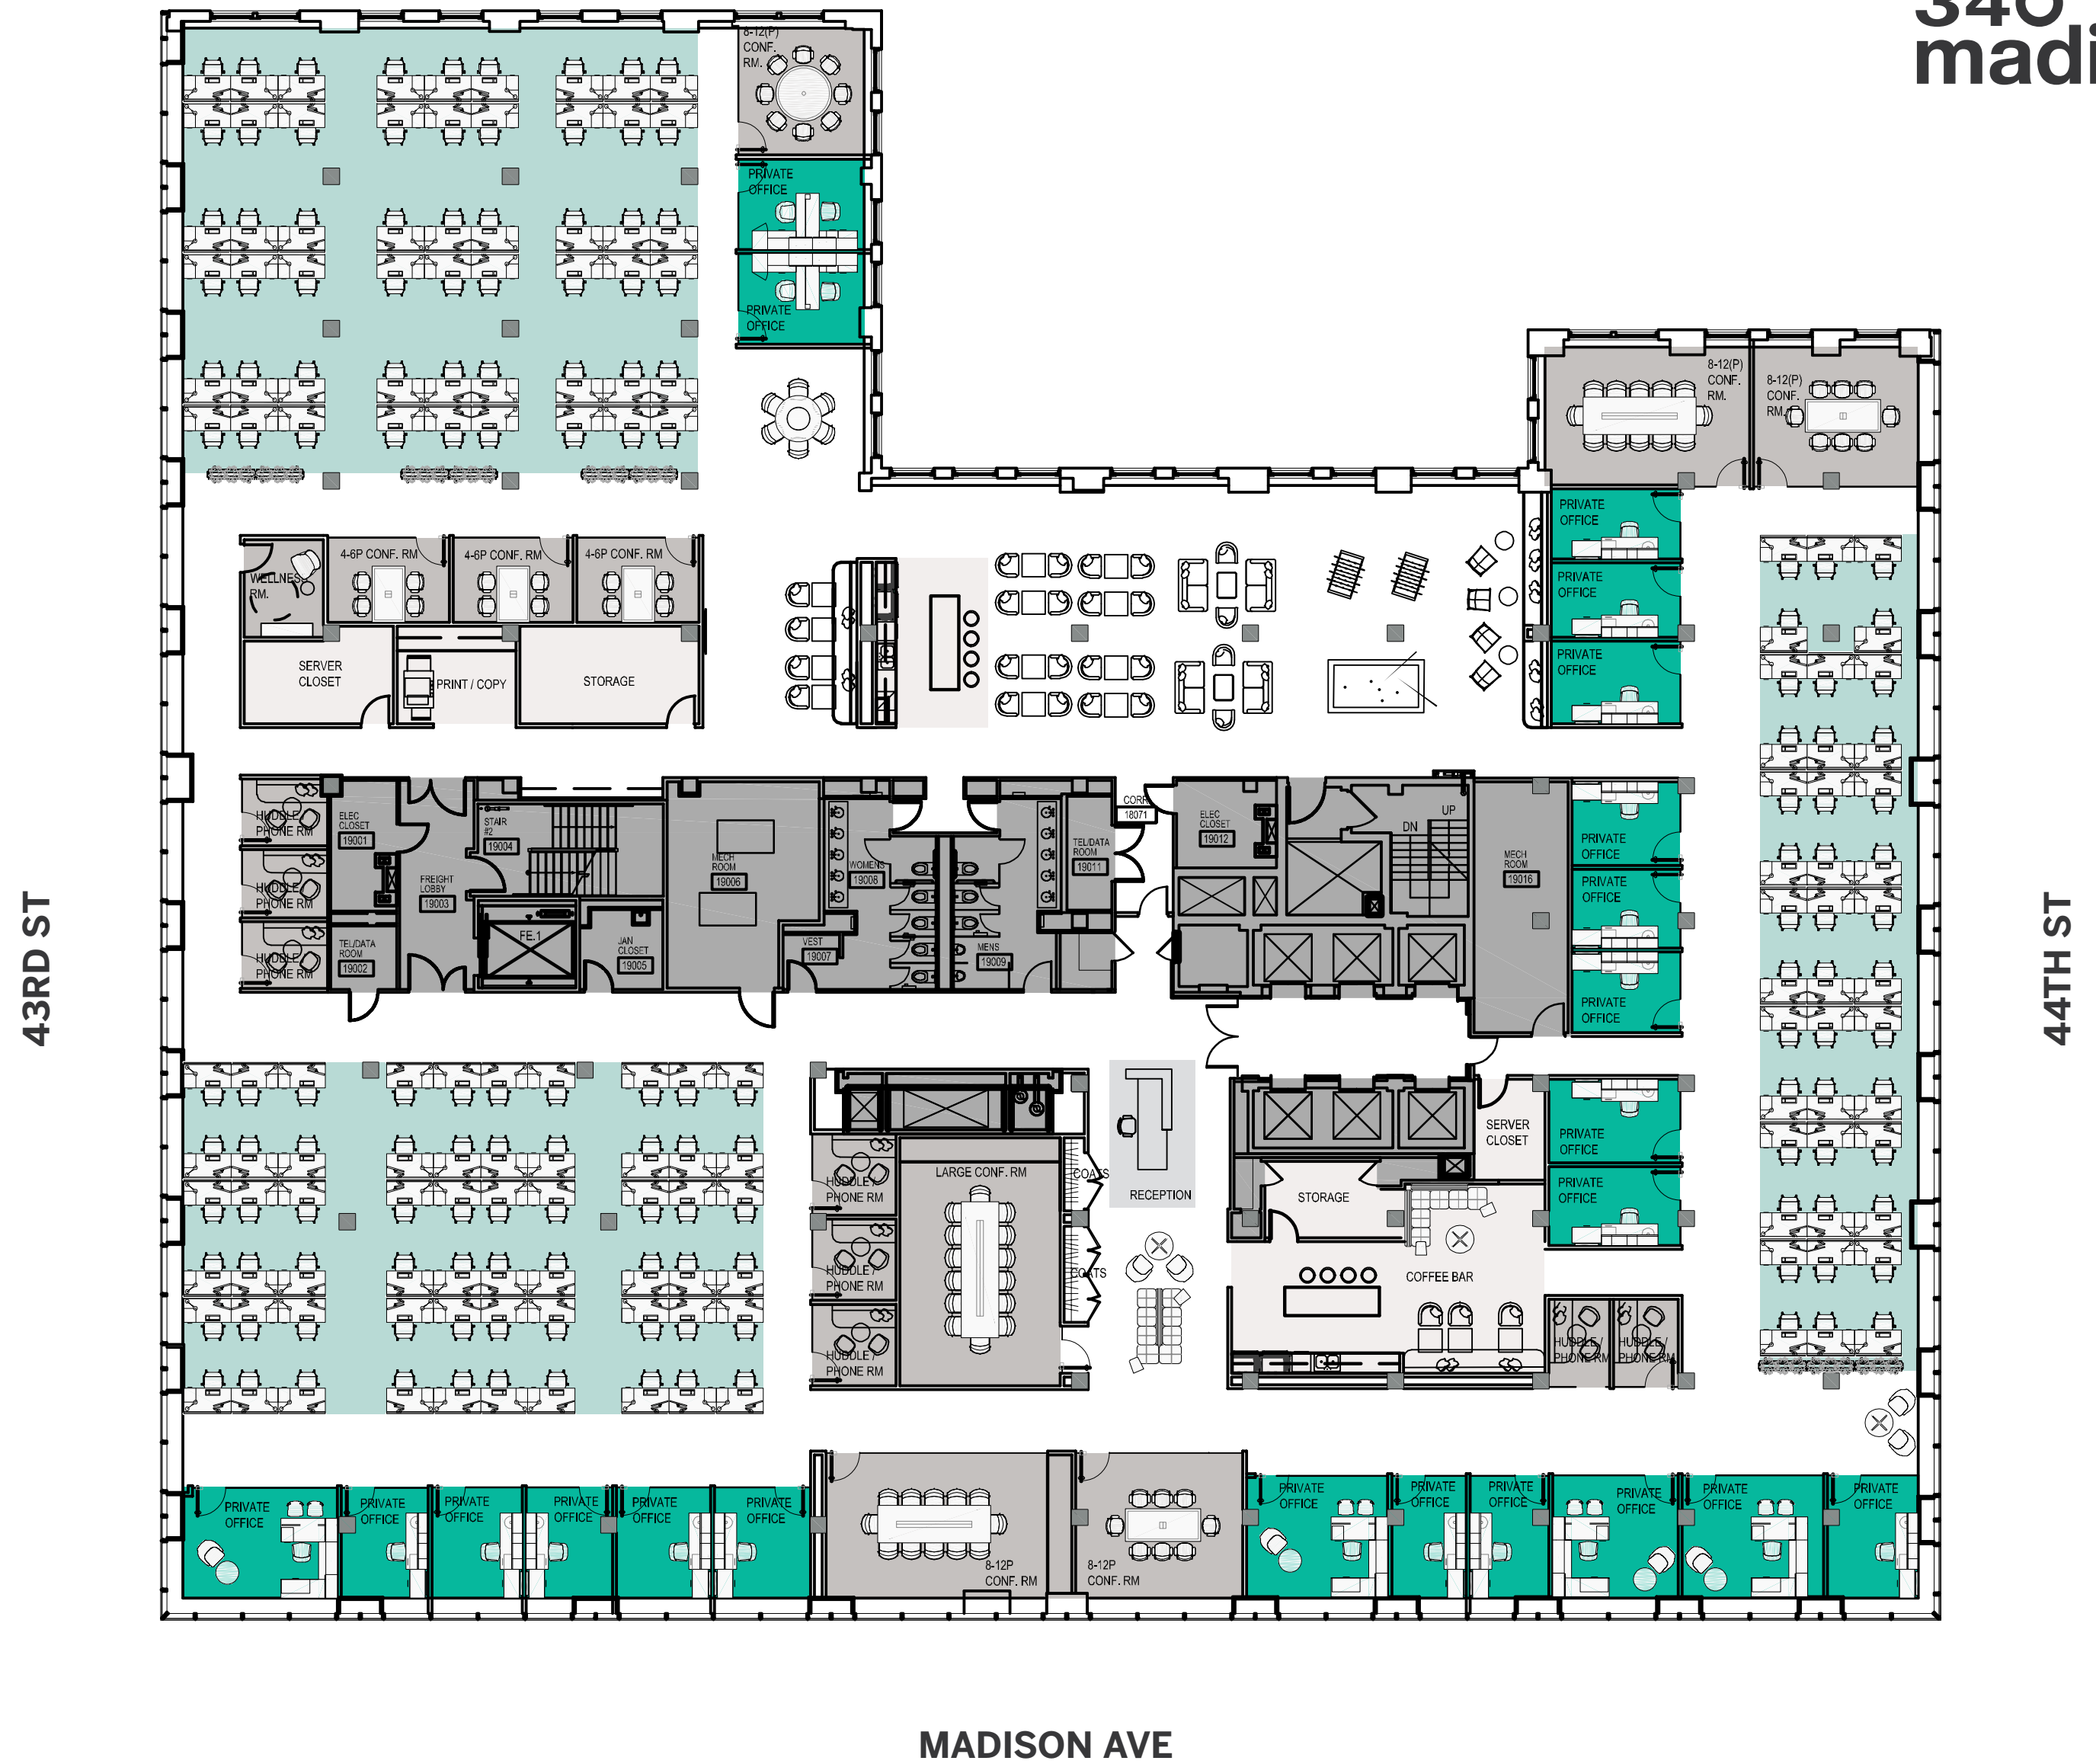 340
madi
8-12(P)
CONF.
RM.
PRIVATE
OFFICE
PRIVATE
OFFICE
8-12(P)
CONF.
RM.
8-12(P)
CONF.
RM.
PRIVATE
OFFICE
PRIVATE
OFFICE
PRIVATE
OFFICE
WELLNESS
RM.
4-6P CONF. RM
4-6P CONF. RM
4-6P CONF. RM
SERVER
CLOSET
PRINT / COPY
STORAGE
HUDDLE /
PHONE RM
HUDDLE /
PHONE RM
HUDDLE /
PHONE RM
ELEC
CLOSET
19001
TEL/DATA
ROOM
19002
FREIGHT
LOBBY
19003
STAIR
#2
19004
FE.1
JAN
CLOSET
19005
MECH
ROOM
19006
VEST
19007
WOMENS
19008
MENS
19009
TEL/DATA
ROOM
19011
CORR
18071
ELEC
CLOSET
19012
DN
UP
MECH
ROOM
19016
PRIVATE
OFFICE
PRIVATE
OFFICE
PRIVATE
OFFICE
43RD ST
44TH ST
HUDDLE /
PHONE RM
HUDDLE /
PHONE RM
HUDDLE /
PHONE RM
LARGE CONF. RM
COATS
COATS
RECEPTION
SERVER
CLOSET
STORAGE
COFFEE BAR
PRIVATE
OFFICE
PRIVATE
OFFICE
HUDDLE /
PHONE RM
HUDDLE /
PHONE RM
PRIVATE
OFFICE
PRIVATE
OFFICE
PRIVATE
OFFICE
PRIVATE
OFFICE
PRIVATE
OFFICE
PRIVATE
OFFICE
8-12P
CONF. RM
8-12P
CONF. RM
PRIVATE
OFFICE
PRIVATE
OFFICE
PRIVATE
OFFICE
PRIVATE
OFFICE
PRIVATE
OFFICE
PRIVATE
OFFICE
MADISON AVE